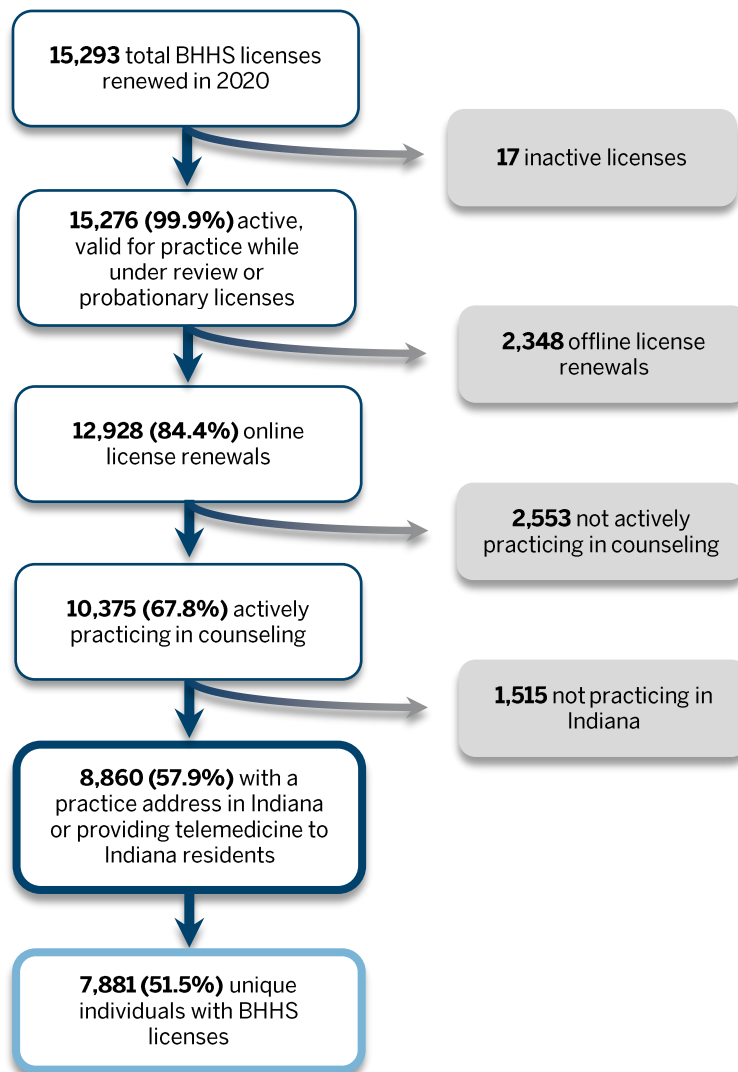 15,293 total BHHS licenses
renewed in 2020
17 inactive licenses
15,276 (99.9%) active,
valid for practice while
under review or
probationary licenses
2,348 offline license
renewals
12,928 (84.4%) online
license renewals
2,553 not actively
practicing in counseling
10,375 (67.8%) actively
practicing in counseling
1,515 not practicing in
Indiana
8,860 (57.9%) with a
practice address in Indiana
or providing telemedicine to
Indiana residents
7,881 (51.5%) unique
individuals with BHHS
licenses